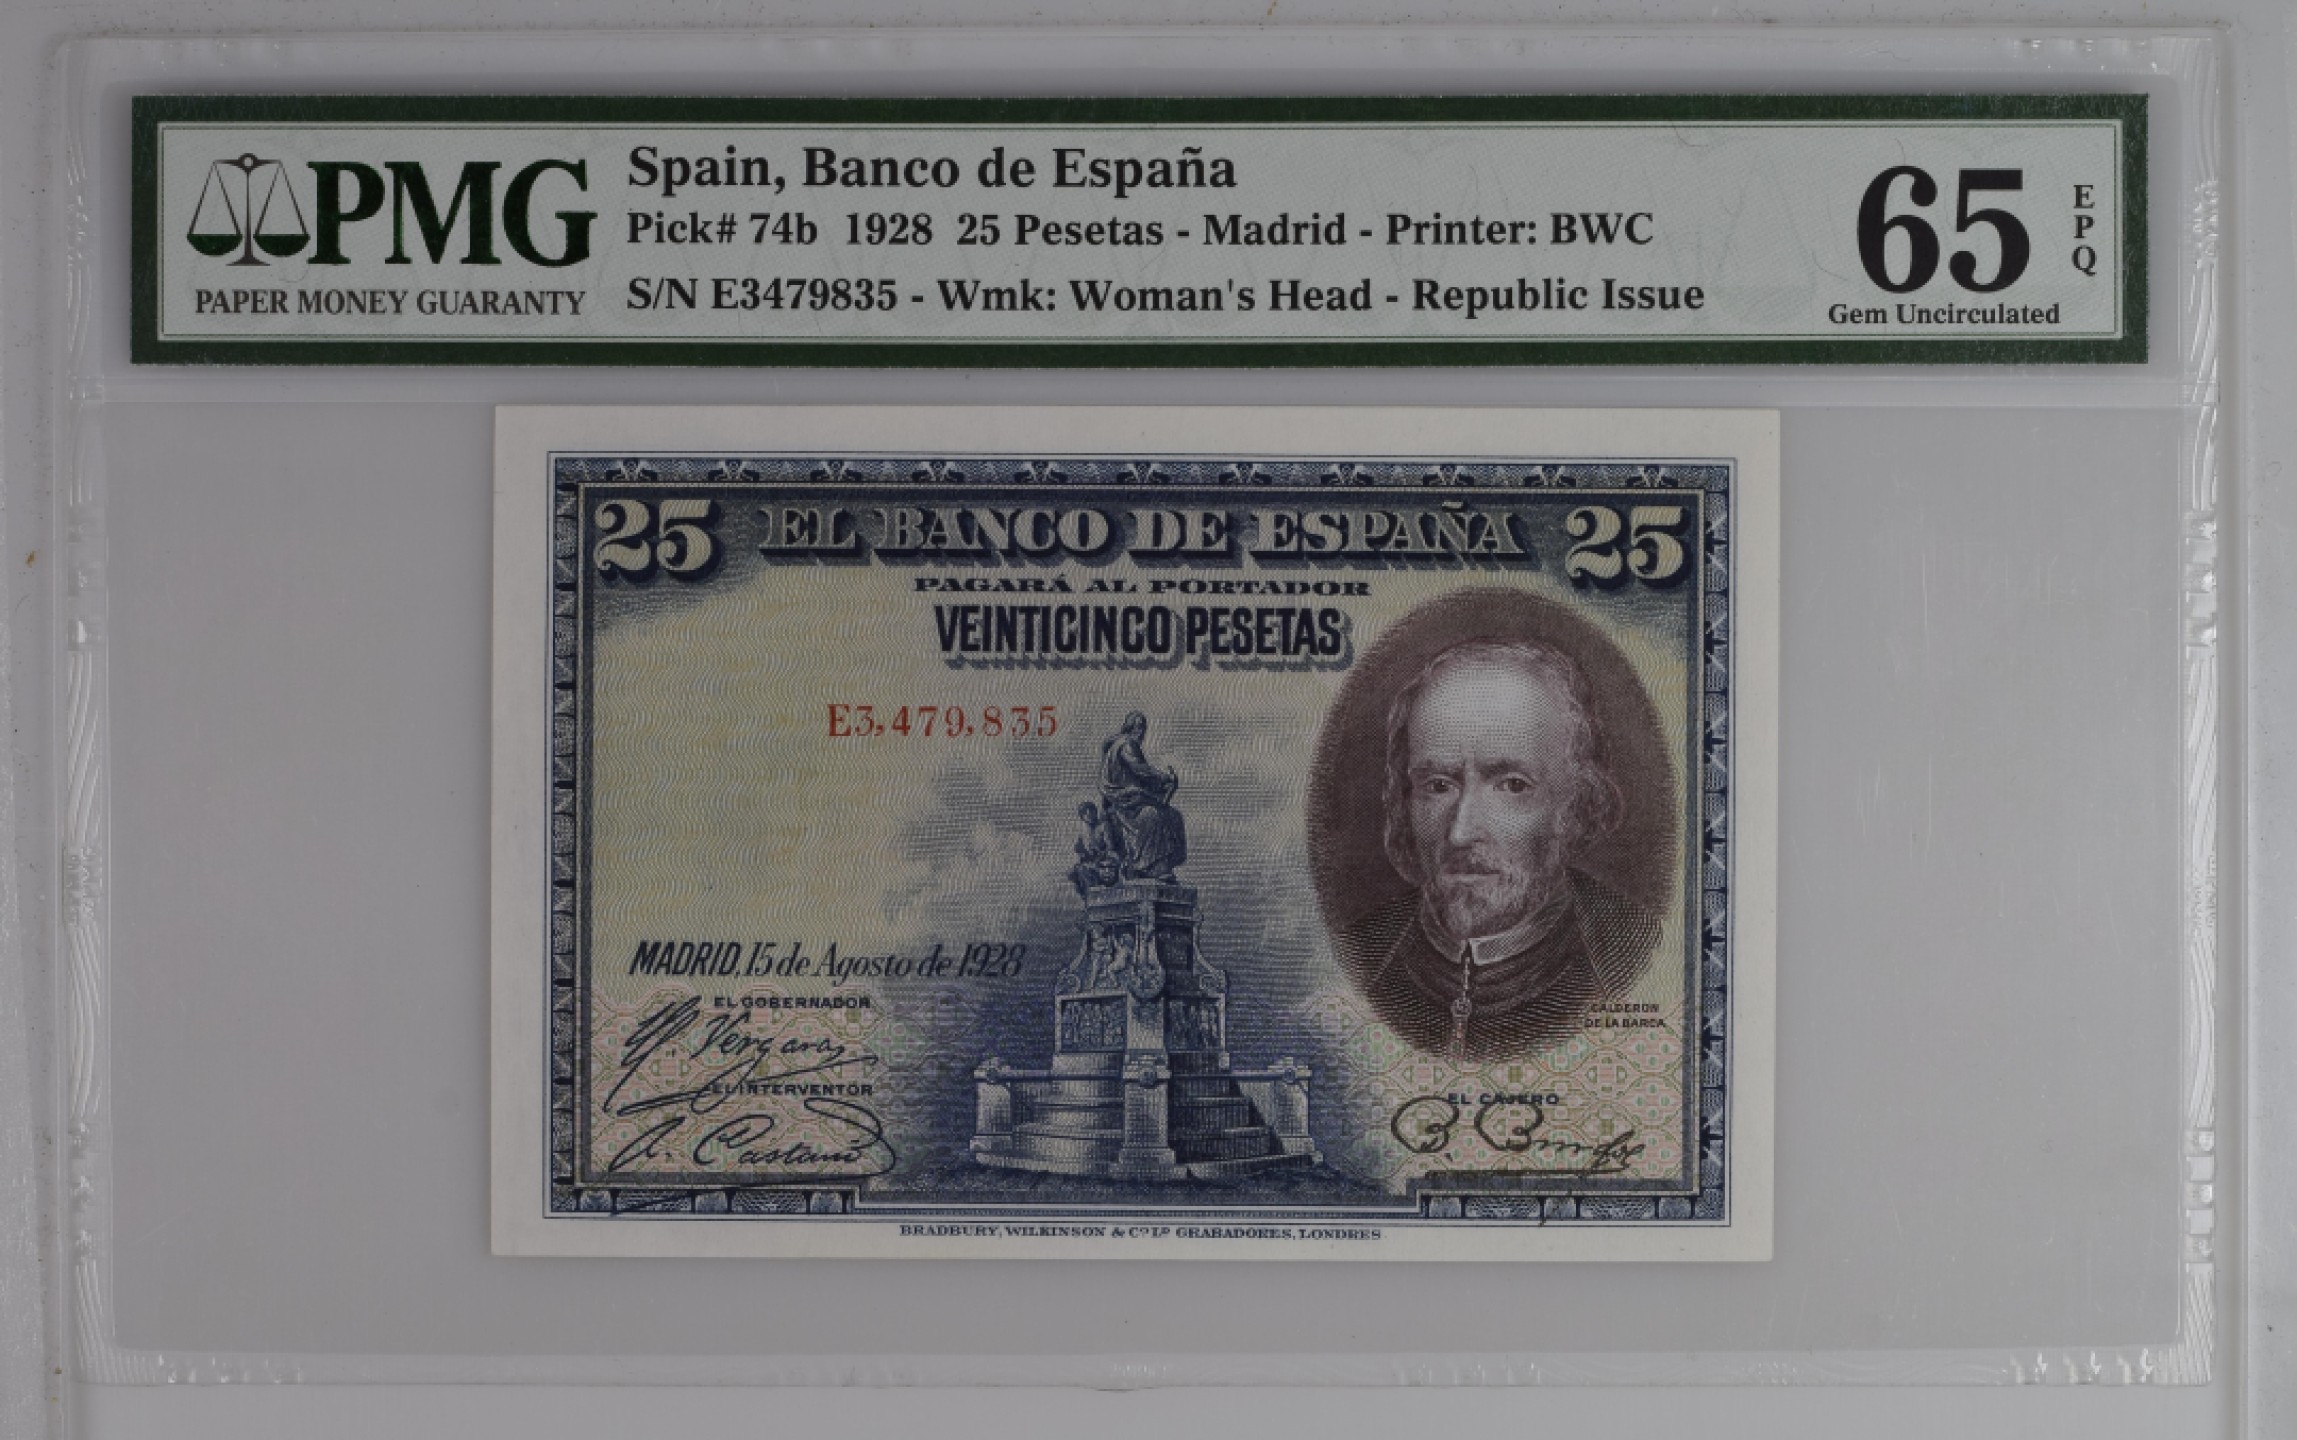 PMG
PAPER MONEY GUARANTY
Spain, Banco de España
Pick# 74b 1928 25 Pesetas - Madrid - Printer: BWC
S/N E3479835 - Wmk: Woman's Head - Republic Issue
65 EPQ
Gem Uncirculated
25 EL BANCO DE ESPAÑA 25
PAGARÁ AL PORTADOR
VEINTICINCO PESETAS
E3,479,835
MADRID, 15 de Agosto de 1928
EL GOBERNADOR
Vergara
CALDERON
DE LA BARCA
EL INTERVENTOR
EL CAJERO
BRADBURY, WILKINSON & Cº Lº GRABADORES, LONDRES